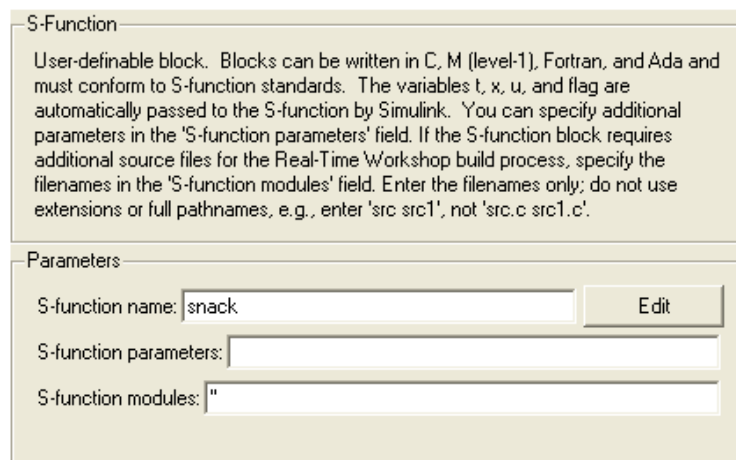 S-Function
User-definable block.  Blocks can be written in C, M (level-1), Fortran, and Ada and
must conform to S-function standards.  The variables t, x, u, and flag are
automatically passed to the S-function by Simulink.  You can specify additional
parameters in the 'S-function parameters' field. If the S-function block requires
additional source files for the Real-Time Workshop build process, specify the
filenames in the 'S-function modules' field. Enter the filenames only; do not use
extensions or full pathnames, e.g., enter 'src src1', not 'src.c src1.c'.
Parameters
S-function name: snack Edit
S-function parameters:
S-function modules: ''